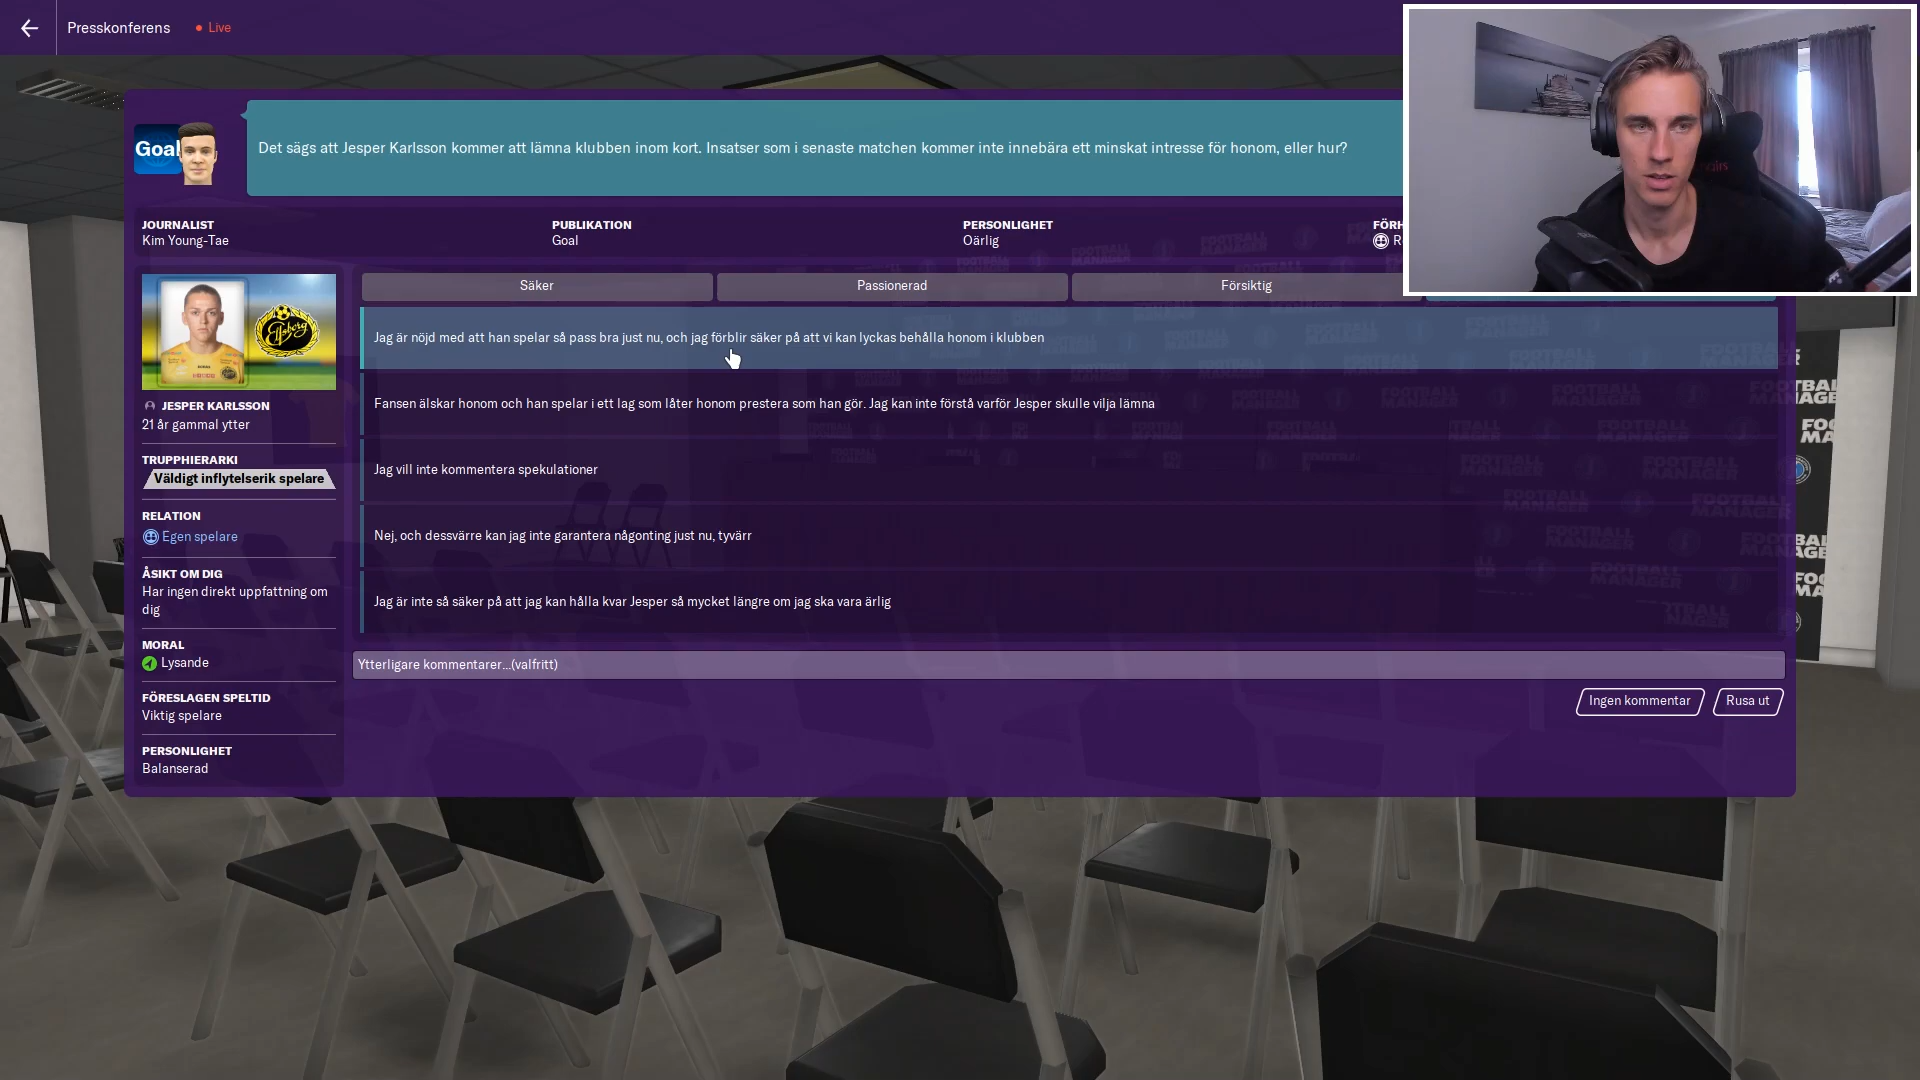 Presskonferens
Live
Goal
Det sägs att Jesper Karlsson kommer att lämna klubben inom kort. Insatser som i senaste matchen kommer inte innebära ett minskat intresse för honom, eller hur?
JOURNALIST
Kim Young-Tae
PUBLIKATION
Goal
PERSONLIGHET
Oärlig
Säker
Passionerad
Försiktig
Elfsborg
JESPER KARLSSON
21 år gammal ytter
TRUPPHIERARKI
Väldigt inflytelserik spelare
RELATION
Egen spelare
ÅSIKT OM DIG
Har ingen direkt uppfattning om
dig
MORAL
Lysande
FÖRESLAGEN SPELTID
Viktig spelare
PERSONLIGHET
Balanserad
Jag är nöjd med att han spelar så pass bra just nu, och jag förblir säker på att vi kan lyckas behålla honom i klubben
Fansen älskar honom och han spelar i ett lag som låter honom prestera som han gör. Jag kan inte förstå varför Jesper skulle vilja lämna
Jag vill inte kommentera spekulationer
Nej, och dessvärre kan jag inte garantera någonting just nu, tyvärr
Jag är inte så säker på att jag kan hålla kvar Jesper så mycket längre om jag ska vara ärlig
Ytterligare kommentarer...(valfritt)
Ingen kommentar
Rusa ut
FOOTBALL
MANAGER